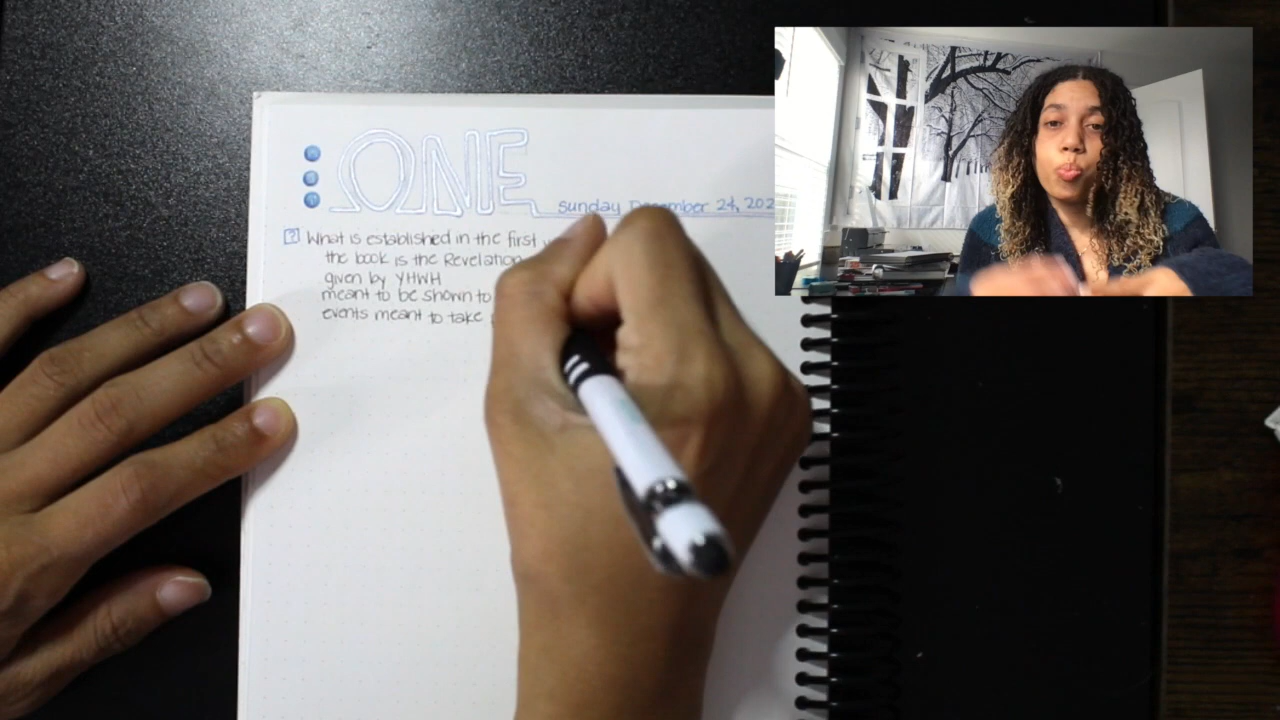 ONE
sunday December 24, 202
What is established in the first
the book is the Revelation
given by YHWH
meant to be shown to
events meant to take